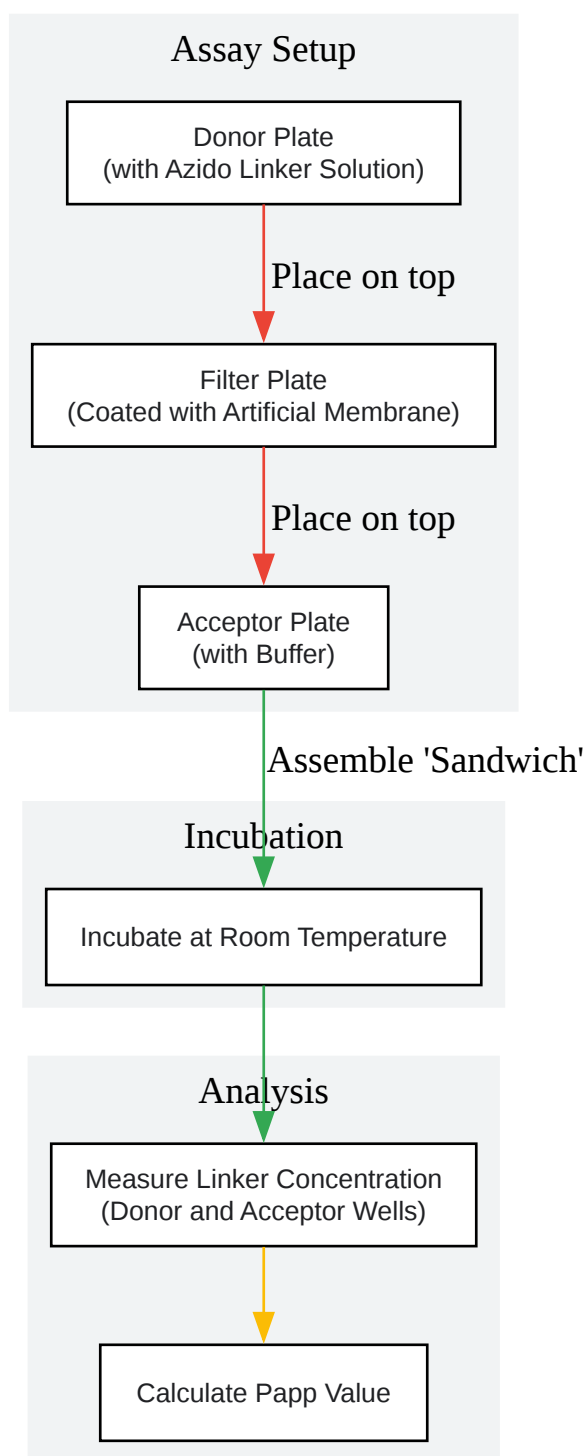 Assay Setup
Donor Plate
(with Azido Linker Solution)
Place on top
Filter Plate
(Coated with Artificial Membrane)
Place on top
Acceptor Plate
(with Buffer)
Assemble 'Sandwich'
Incubation
Incubate at Room Temperature
Analysis
Measure Linker Concentration
(Donor and Acceptor Wells)
Calculate Papp Value